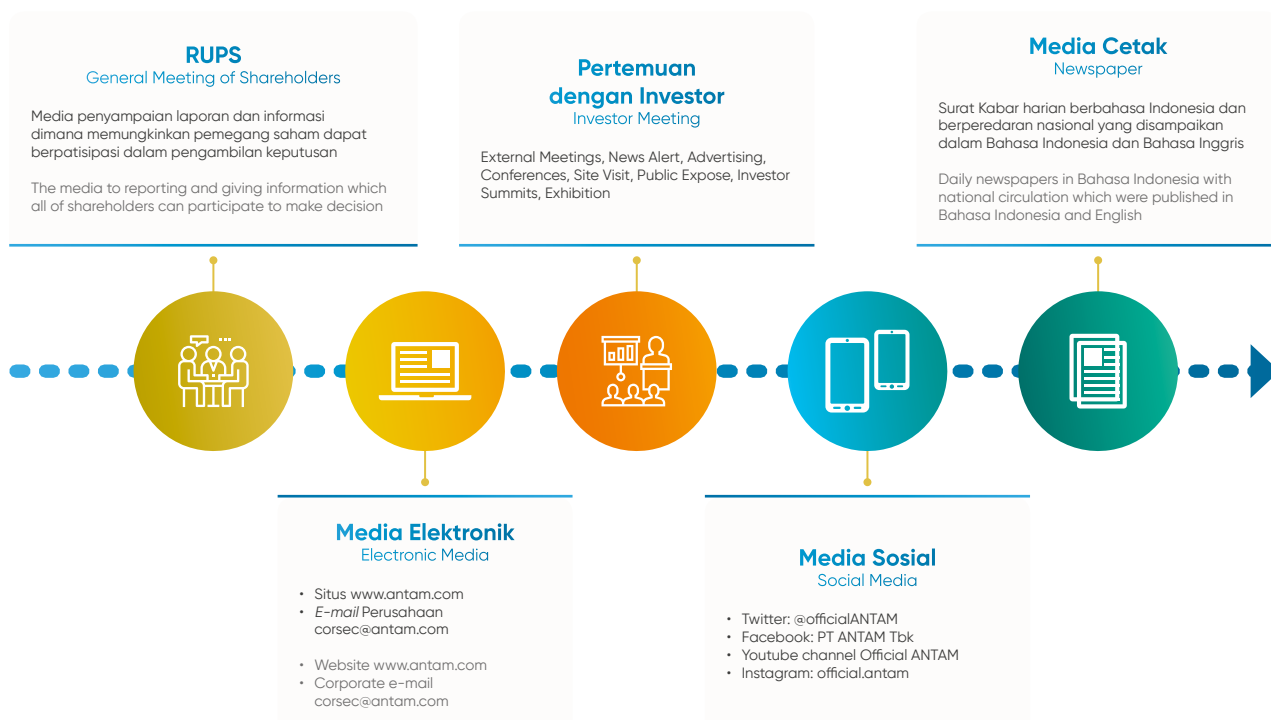 RUPS
General Meeting of Shareholders
Media penyampaian laporan dan informasi
dimana memungkinkan pemegang saham dapat
berpatisipasi dalam pengambilan keputusan
The media to reporting and giving information which
all of shareholders can participate to make decision
Pertemuan
dengan Investor
Investor Meeting
External Meetings, News Alert, Advertising,
Conferences, Site Visit, Public Expose, Investor
Summits, Exhibition
Media Cetak
Newspaper
Surat Kabar harian berbahasa Indonesia dan
berperedaran nasional yang disampaikan
dalam Bahasa Indonesia dan Bahasa Inggris
Daily newspapers in Bahasa Indonesia with
national circulation which were published in
Bahasa Indonesia and English
Media Elektronik
Electronic Media
• Situs www.antam.com
• E-mail Perusahaan
corsec@antam.com
• Website www.antam.com
• Corporate e-mail
corsec@antam.com
Media Sosial
Social Media
• Twitter: @officialANTAM
• Facebook: PT ANTAM Tbk
• Youtube channel Official ANTAM
• Instagram: official.antam